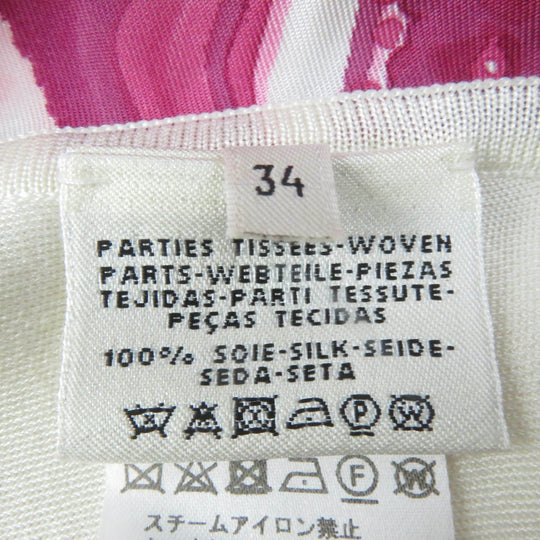 34
PARTIES TISSÉES-WOVEN
PARTS-WEBTEILE-PIEZAS
TEJIDAS-PARTI TESSUTE-
PEÇAS TECIDAS
100% SOIE-SILK-SEIDE-
SEDA-SETA
P W
F W
スチームアイロン禁止